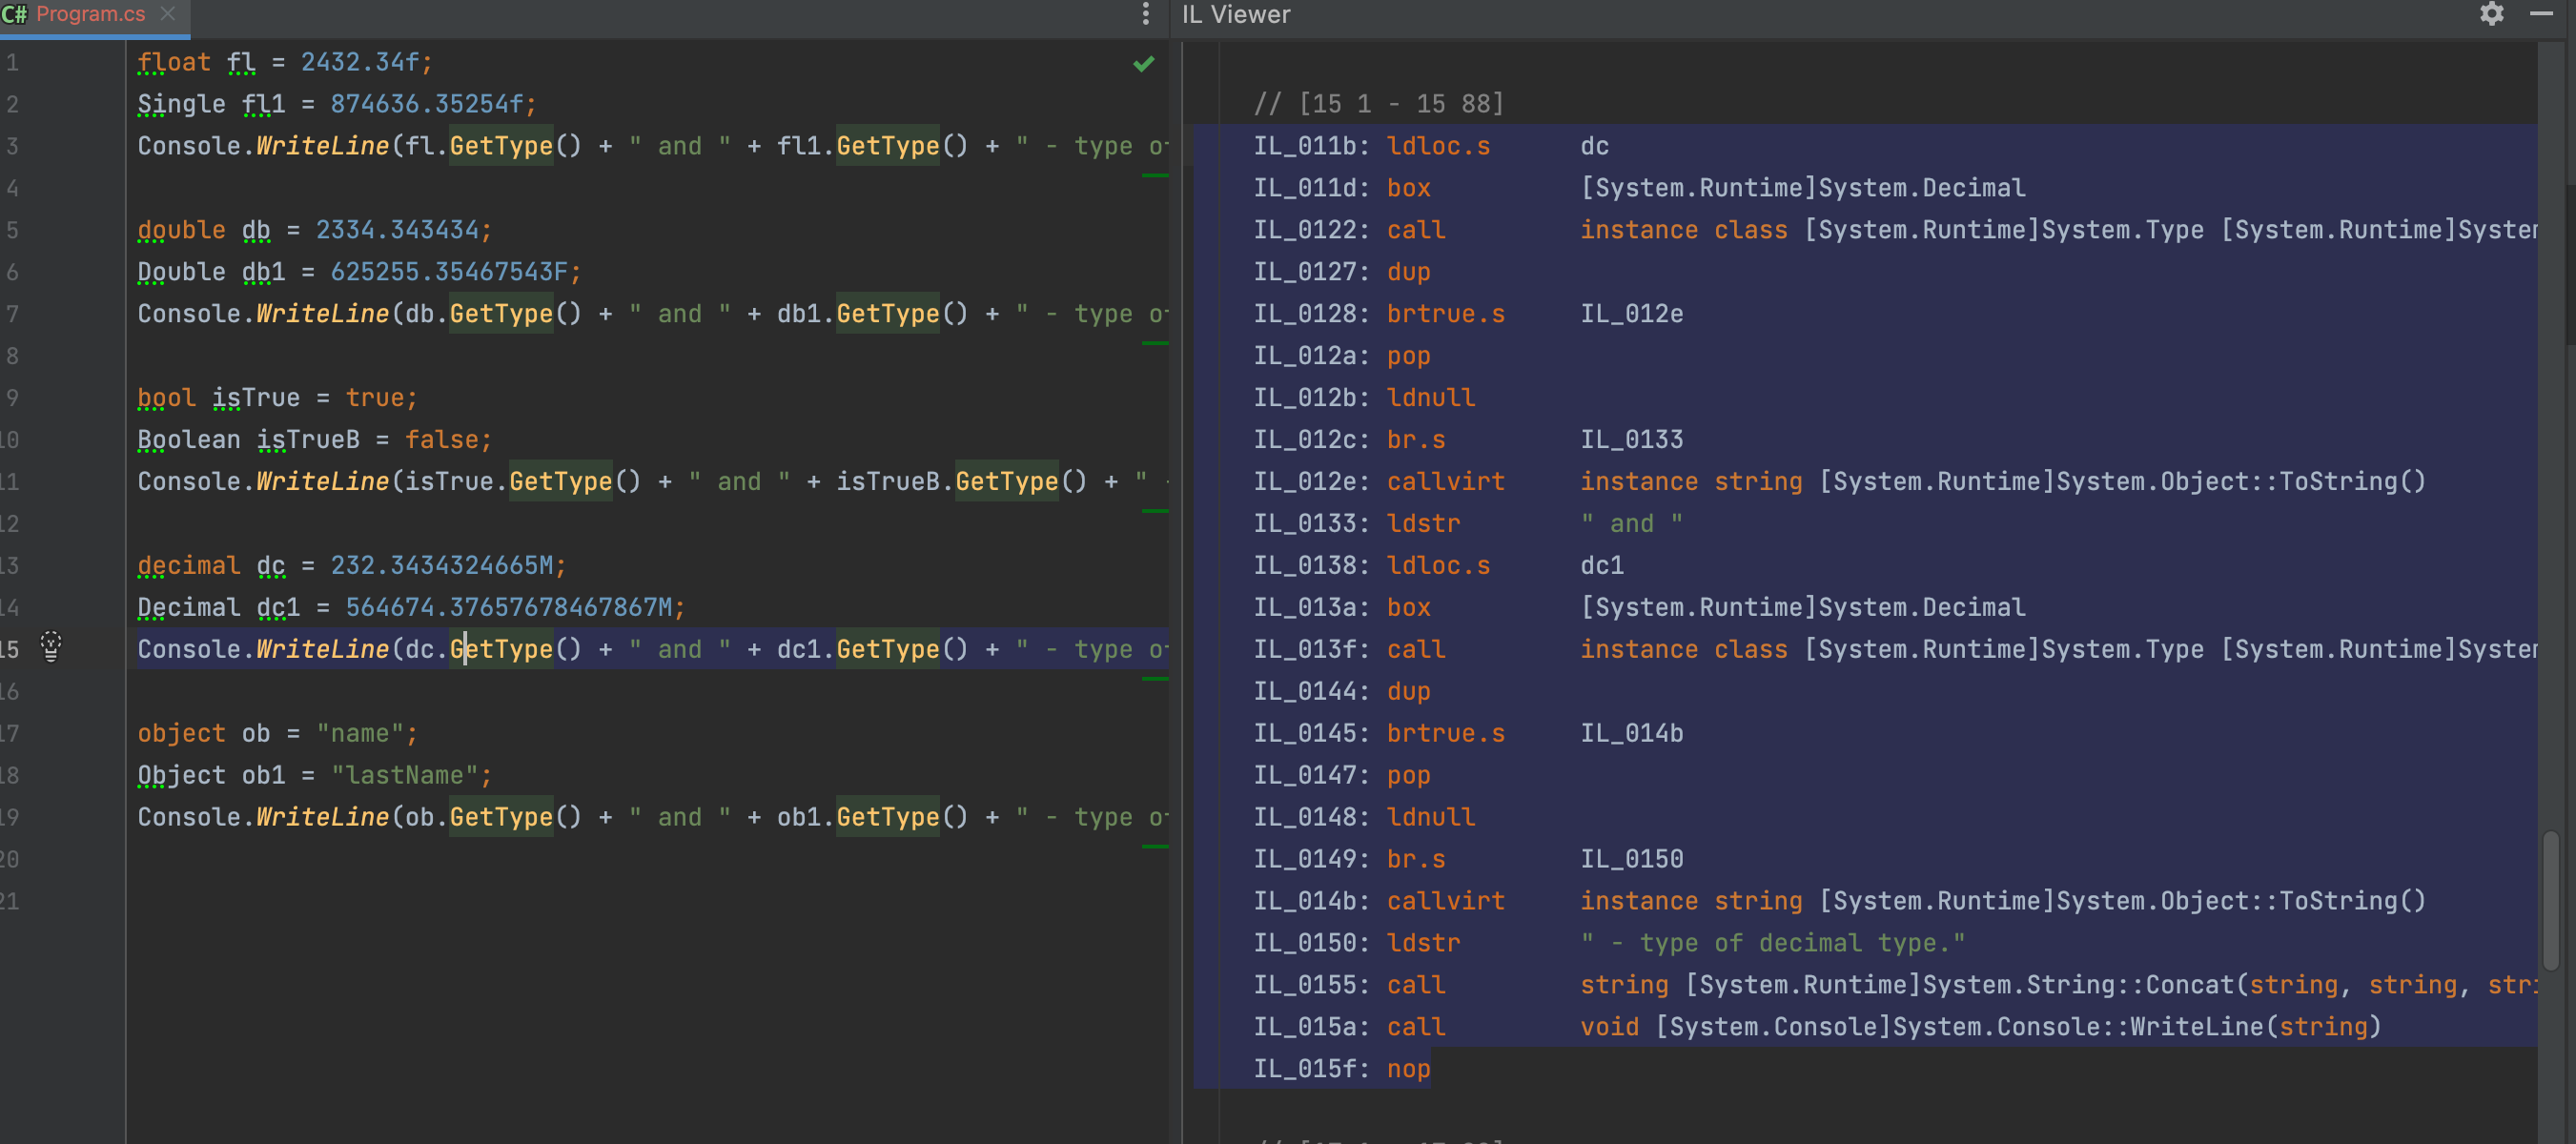 C# Program.cs
IL Viewer
1 float fl = 2432.34f;
2 Single fl1 = 874636.35254f;
3 Console.WriteLine(fl.GetType() + " and " + fl1.GetType() + " - type of
4
5 double db = 2334.343434;
6 Double db1 = 625255.35467543F;
7 Console.WriteLine(db.GetType() + " and " + db1.GetType() + " - type of
8
9 bool isTrue = true;
10 Boolean isTrueB = false;
11 Console.WriteLine(isTrue.GetType() + " and " + isTrueB.GetType() + " -
12
13 decimal dc = 232.3434324665M;
14 Decimal dc1 = 564674.37657678467867M;
15 Console.WriteLine(dc.GetType() + " and " + dc1.GetType() + " - type of
16
17 object ob = "name";
18 Object ob1 = "lastName";
19 Console.WriteLine(ob.GetType() + " and " + ob1.GetType() + " - type of
20
21
// [15 1 - 15 88]
IL_011b: ldloc.s dc
IL_011d: box [System.Runtime]System.Decimal
IL_0122: call instance class [System.Runtime]System.Type [System.Runtime]System
IL_0127: dup
IL_0128: brtrue.s IL_012e
IL_012a: pop
IL_012b: ldnull
IL_012c: br.s IL_0133
IL_012e: callvirt instance string [System.Runtime]System.Object::ToString()
IL_0133: ldstr " and "
IL_0138: ldloc.s dc1
IL_013a: box [System.Runtime]System.Decimal
IL_013f: call instance class [System.Runtime]System.Type [System.Runtime]System
IL_0144: dup
IL_0145: brtrue.s IL_014b
IL_0147: pop
IL_0148: ldnull
IL_0149: br.s IL_0150
IL_014b: callvirt instance string [System.Runtime]System.Object::ToString()
IL_0150: ldstr " - type of decimal type."
IL_0155: call string [System.Runtime]System.String::Concat(string, string, stri
IL_015a: call void [System.Console]System.Console::WriteLine(string)
IL_015f: nop